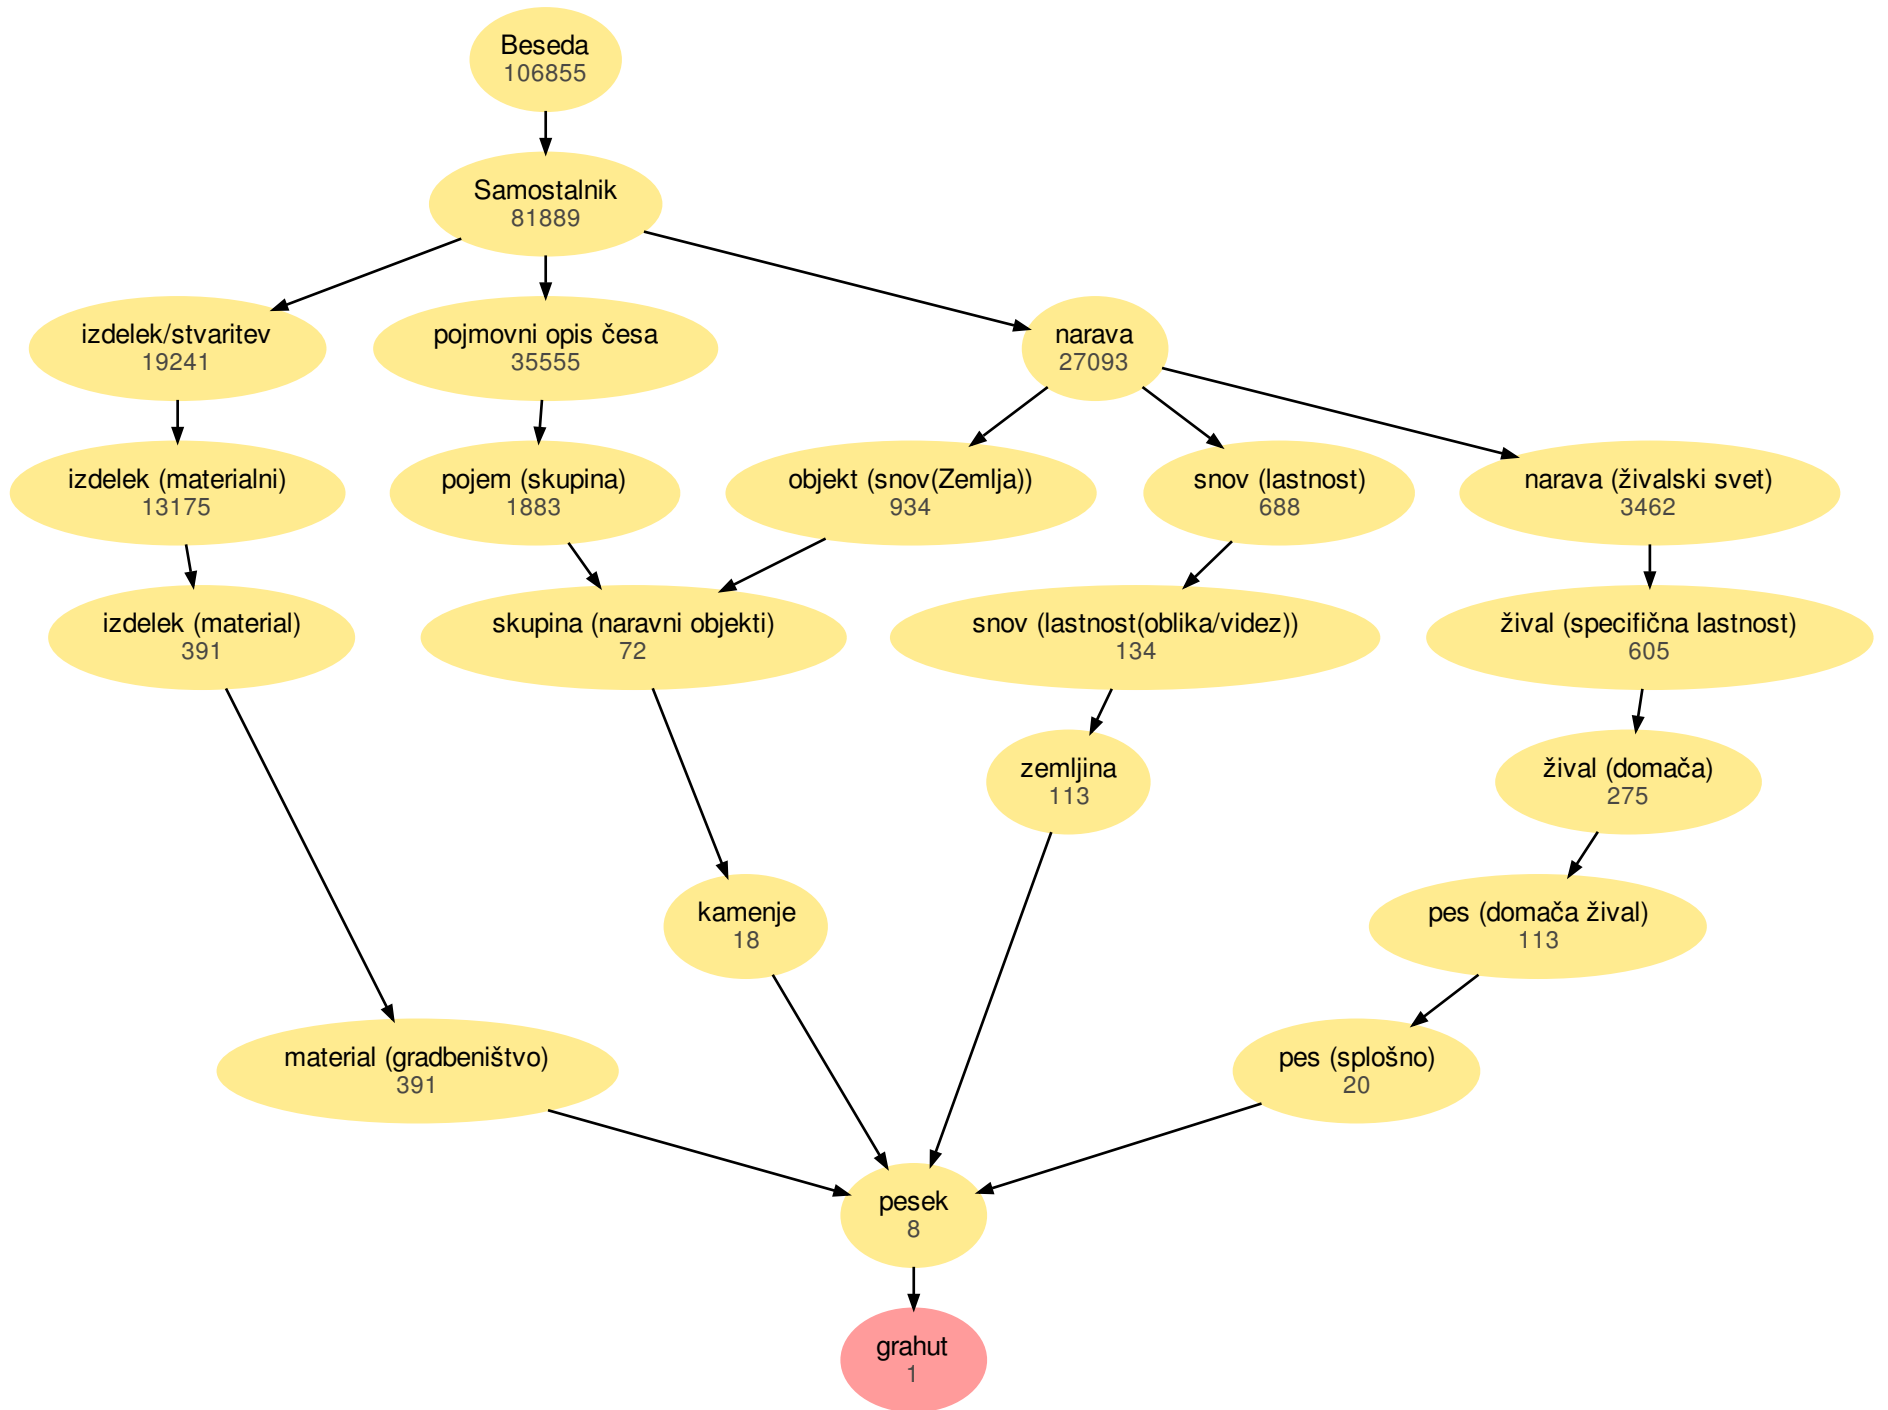 Beseda
106855
Samostalnik
81889
izdelek/stvaritev
19241
pojmovni opis česa
35555
narava
27093
izdelek (materialni)
13175
pojem (skupina)
1883
objekt (snov(Zemlja))
934
snov (lastnost)
688
narava (živalski svet)
3462
izdelek (material)
391
skupina (naravni objekti)
72
snov (lastnost(oblika/videz))
134
žival (specifična lastnost)
605
zemljina
113
žival (domača)
275
kamenje
18
pes (domača žival)
113
material (gradbeništvo)
391
pes (splošno)
20
pesek
8
grahut
1